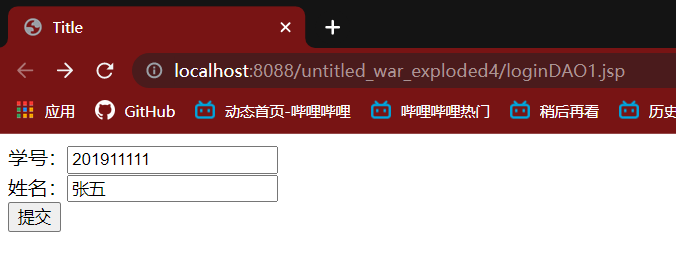 Title
localhost:8088/untitled_war_exploded4/loginDAO1.jsp
应用 GitHub 动态首页-哔哩哔哩 哔哩哔哩热门 稍后再看 历史
学号：201911111
姓名：张五
提交